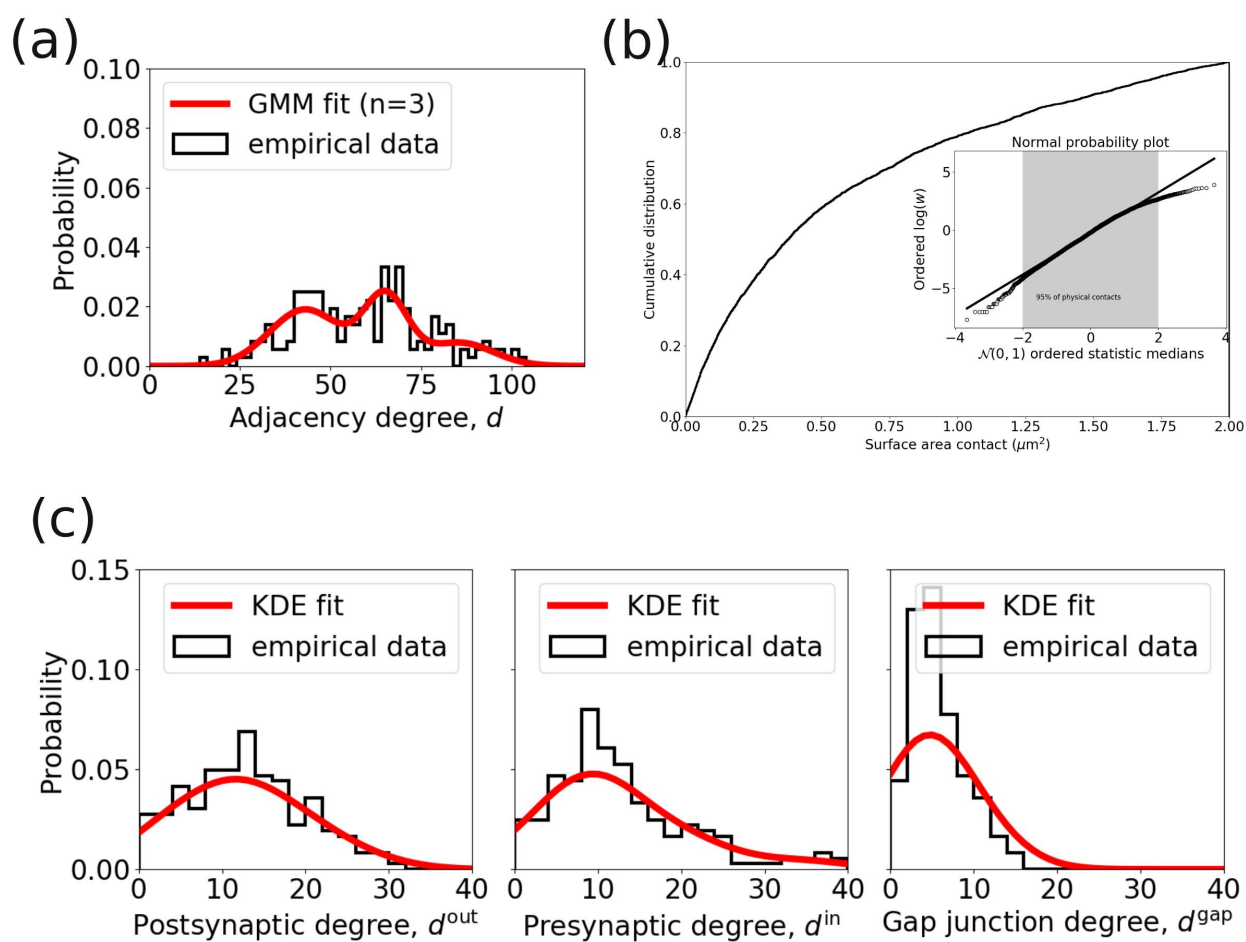 (a)
0.10
0.08
0.06
0.04
0.02
0.00
Probability
GMM fit (n=3)
empirical data
0 25 50 75 100
Adjacency degree, d
(b)
1.0
0.8
0.6
0.4
0.2
0.0
Cumulative distribution
Normal probability plot
5
0
−5
Ordered log(w)
95% of physical contacts
−4 −2 0 2 4
𝒩(0, 1) ordered statistic medians
0.00 0.25 0.50 0.75 1.00 1.25 1.50 1.75 2.00
Surface area contact (μm²)
(c)
0.15
0.10
0.05
0.00
Probability
KDE fit
empirical data
0 10 20 30 40
Postsynaptic degree, d^out
KDE fit
empirical data
0 10 20 30 40
Presynaptic degree, d^in
KDE fit
empirical data
0 10 20 30 40
Gap junction degree, d^gap